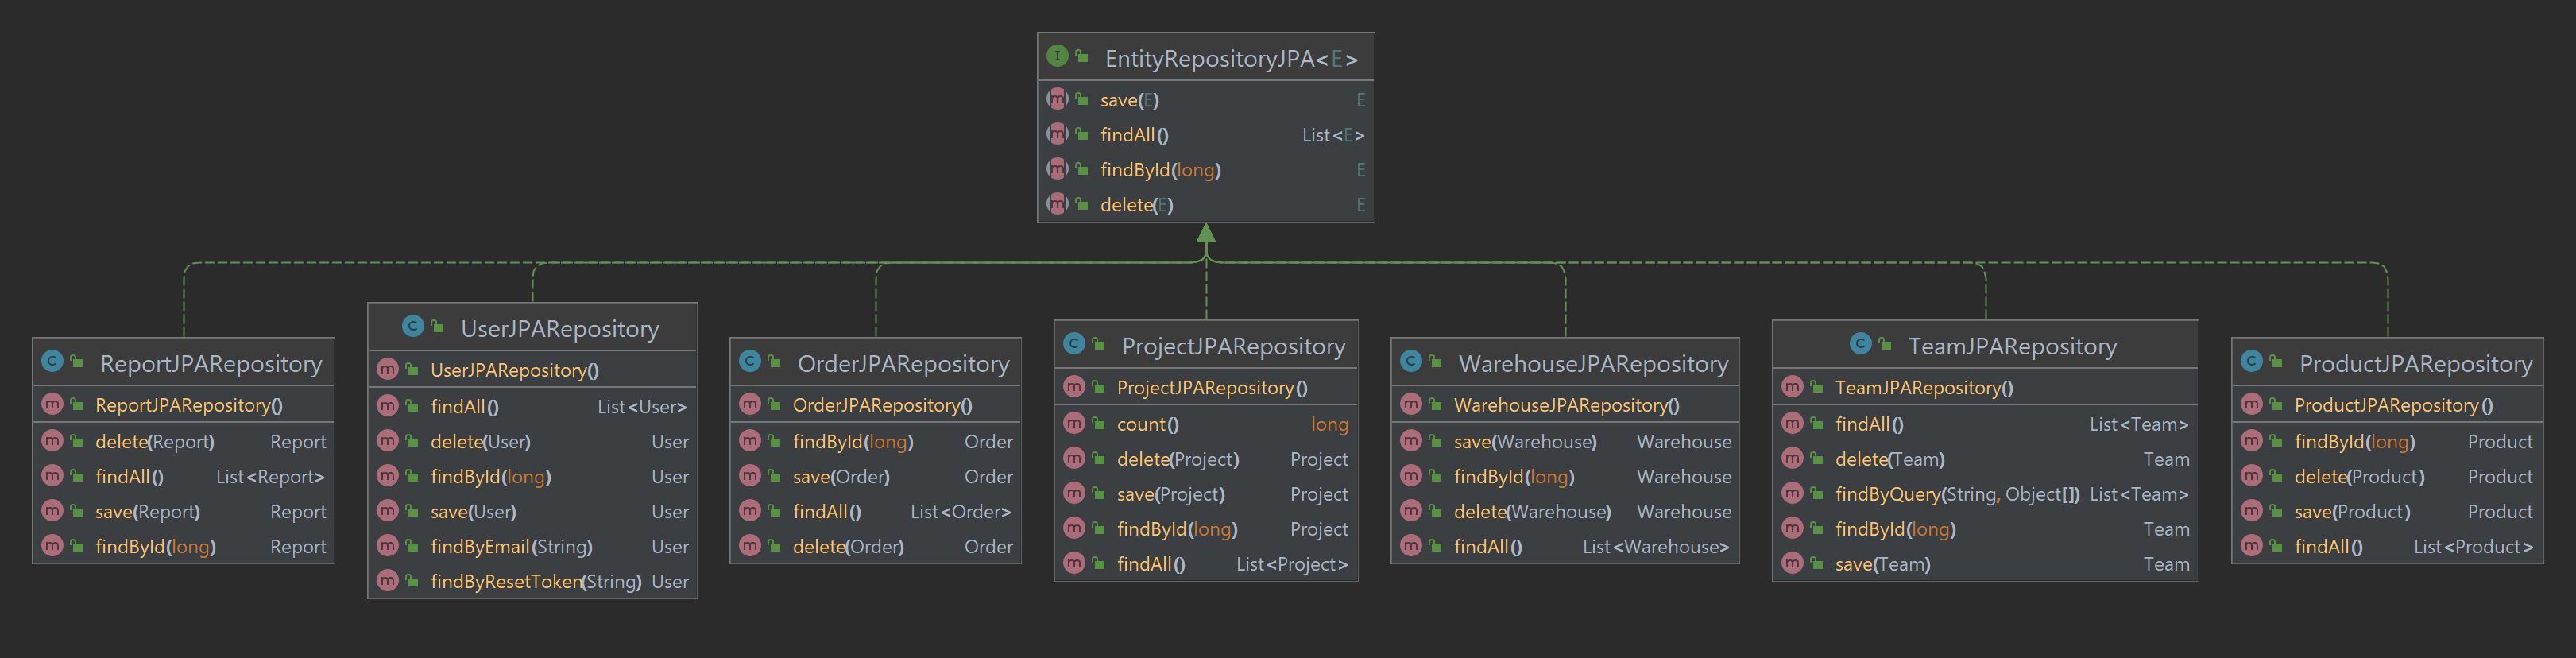 EntityRepositoryJPA<E>
save(E) E
findAll() List<E>
findById(long) E
delete(E) E
ReportJPARepository
ReportJPARepository()
delete(Report) Report
findAll() List<Report>
save(Report) Report
findById(long) Report
UserJPARepository
UserJPARepository()
findAll() List<User>
delete(User) User
findById(long) User
save(User) User
findByEmail(String) User
findByResetToken(String) User
OrderJPARepository
OrderJPARepository()
findById(long) Order
save(Order) Order
findAll() List<Order>
delete(Order) Order
ProjectJPARepository
ProjectJPARepository()
count() long
delete(Project) Project
save(Project) Project
findById(long) Project
findAll() List<Project>
WarehouseJPARepository
WarehouseJPARepository()
save(Warehouse) Warehouse
findById(long) Warehouse
delete(Warehouse) Warehouse
findAll() List<Warehouse>
TeamJPARepository
TeamJPARepository()
findAll() List<Team>
delete(Team) Team
findByQuery(String, Object[]) List<Team>
findById(long) Team
save(Team) Team
ProductJPARepository
ProductJPARepository()
findById(long) Product
delete(Product) Product
save(Product) Product
findAll() List<Product>